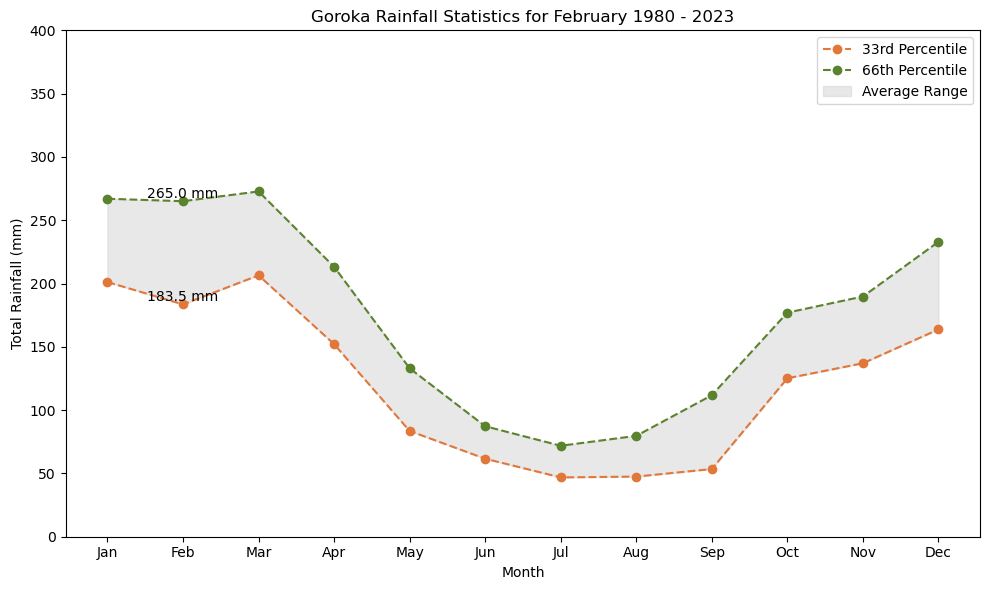 Goroka Rainfall Statistics for February 1980 - 2023
400
350
300
250
200
150
100
50
0
Total Rainfall (mm)
33rd Percentile
66th Percentile
Average Range
265.0 mm
183.5 mm
Jan Feb Mar Apr May Jun Jul Aug Sep Oct Nov Dec
Month